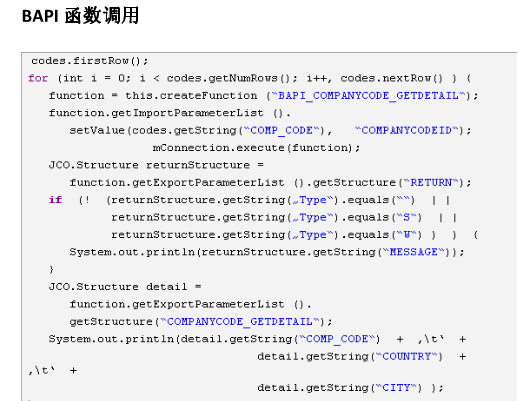 BAPI 函数调用
codes.firstRow();
for (int i = 0; i < codes.getNumRows(); i++, codes.nextRow() ) {
function = this.createFunction (“BAPI_COMPANYCODE_GETDETAIL“);
function.getImportParameterList ().
setValue(codes.getString(“COMP_CODE“), “COMPANYCODEID“);
mConnection.execute(function);
JCO.Structure returnStructure =
function.getExportParameterList ().getStructure(“RETURN“);
if (! (returnStructure.getString(„Type“).equals(““) | |
returnStructure.getString(„Type“).equals(“S“) | |
returnStructure.getString(„Type“).equals(“W“) ) ) {
System.out.println(returnStructure.getString(“MESSAGE“));
}
JCO.Structure detail =
function.getExportParameterList ().
getStructure(“COMPANYCODE_GETDETAIL“);
System.out.println(detail.getString(“COMP_CODE“) + ‚\t‘ +
detail.getString(“COUNTRY“) +
‚\t‘ +
detail.getString(“CITY“) );